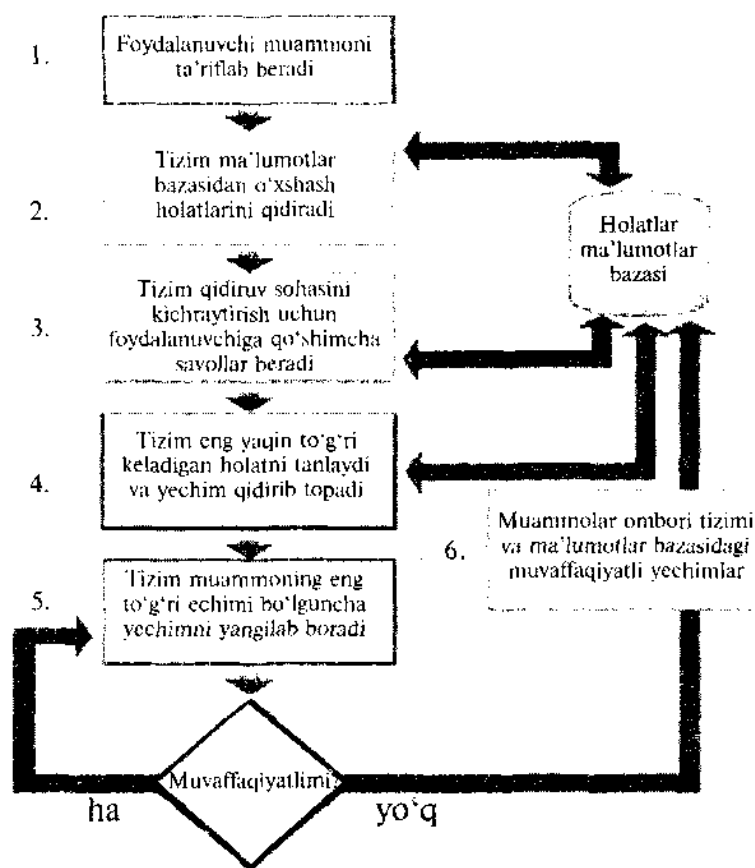 1.
Foydalanuvchi muammoni
ta'riflab beradi
2.
Tizim ma'lumotlar
bazasidan o'xshash
holatlarini qidiradi
Holatlar
ma'lumotlar
bazasi
3.
Tizim qidiruv sohasini
kichraytirish uchun
foydalanuvchiga qo'shimcha
savollar beradi
4.
Tizim eng yaqin to'g'ri
keladigan holatni tanlaydi
va yechim qidirib topadi
5.
Tizim muammoning eng
to'g'ri echimi bo'lguncha
yechimni yangilab boradi
6.
Muammolar ombori tizimi
va ma'lumotlar bazasidagi
muvaffaqiyatli yechimlar
Muvaffaqiyatlimi?
ha
yo'q